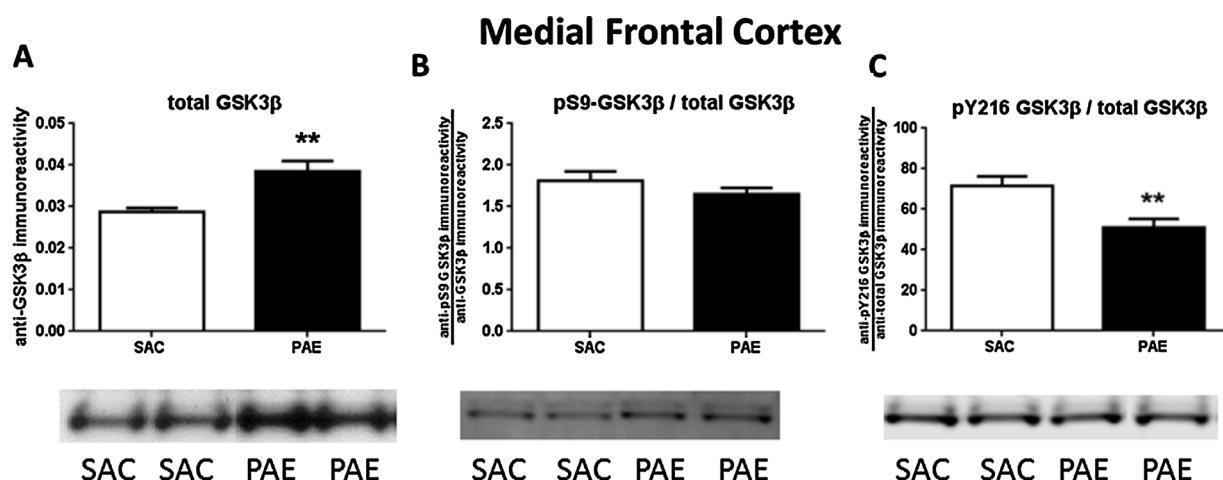 Medial Frontal Cortex
A
total GSK3β
anti-GSK3β immunoreactivity
0.05
0.04
0.03
0.02
0.01
0.00
**
SAC PAE
SAC SAC PAE PAE
B
pS9-GSK3β / total GSK3β
anti-pS9 GSK3β immunoreactivity
anti-GSK3β immunoreactivity
2.5
2.0
1.5
1.0
0.5
0.0
SAC PAE
SAC SAC PAE PAE
C
pY216 GSK3β / total GSK3β
anti-pY216 GSK3β immunoreactivity
anti-total GSK3β immunoreactivity
100
80
60
40
20
0
**
SAC PAE
SAC SAC PAE PAE